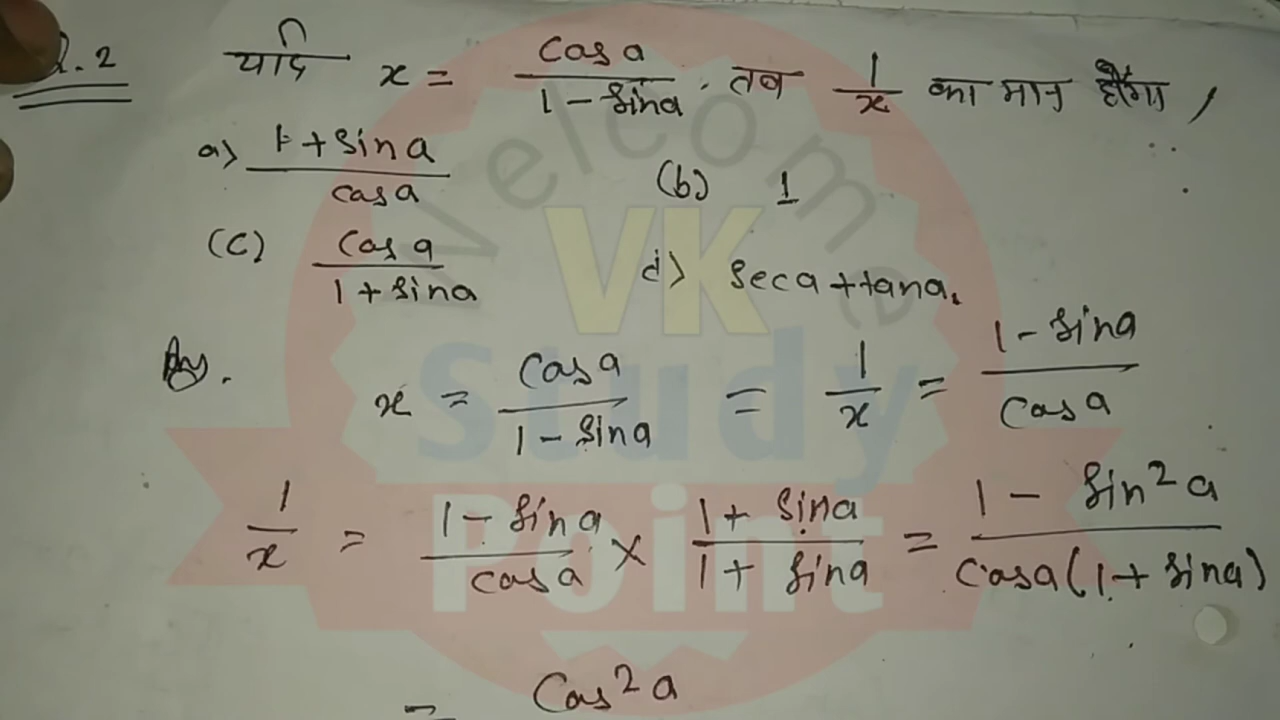 Q.2 यदि x = cos a / 1 - sin a . तब 1/x का मान होगा,
a) 1 + sin a / cos a (b) 1
(C) cos a / 1 + sin a d) sec a + tan a.
Ans. x = cos a / 1 - sin a = 1/x = 1 - sin a / cos a
1/x = 1 - sin a / cos a × 1 + sin a / 1 + sin a = 1 - sin² a / cos a (1 + sin a)
= cos² a
Welcome
VK
Study
Point